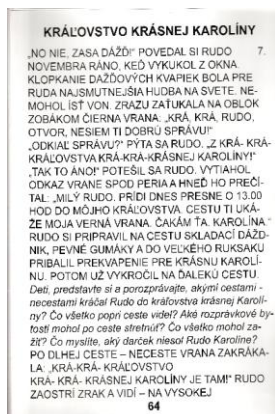 KRÁĽOVSTVO KRÁSNEJ KAROLÍNY
„NO NIE, ZASA DÁŽĎ!“ POVEDAL SI RUDO 7.
NOVEMBRA RÁNO, KEĎ VYKUKOL Z OKNA.
KLOPKANIE DAŽĎOVÝCH KVAPIEK BOLA PRE
RUDA NAJSMUTNEJŠIA HUDBA NA SVETE. NE-
MOHOL ÍSŤ VON. ZRAZU ZAŤUKALA NA OBLOK
ZOBÁKOM ČIERNA VRANA: „KRÁ, KRÁ, RUDO,
OTVOR, NESIEM TI DOBRÚ SPRÁVU!“
„ODKIAĽ SPRÁVU?“ PÝTA SA RUDO. „Z KRÁ- KRÁ-
KRÁĽOVSTVA KRÁ-KRÁ-KRÁSNEJ KAROLÍNY!“
„TAK TO ÁNO!“ POTEŠIL SA RUDO. VYTIAHOL
ODKAZ VRANE SPOD PERIA A HNEĎ HO PREČÍ-
TAL: „MILÝ RUDO. PRÍDI DNES PRESNE O 13.00
HOD DO MÔJHO KRÁĽOVSTVA. CESTU TI UKÁ-
ŽE MOJA VERNÁ VRANA. ČAKÁM ŤA. KAROLÍNA.“
RUDO SI PRIPRAVIL NA CESTU SKLADACÍ DÁŽD-
NIK, PEVNÉ GUMÁKY A DO VEĽKÉHO RUKSAKU
PRIBALIL PREKVAPENIE PRE KRÁSNU KAROLÍ-
NU. POTOM UŽ VYKROČIL NA ĎALEKÚ CESTU.
Deti, predstavte si a porozprávajte, akými cestami -
necestami kráčal Rudo do kráľovstva krásnej Karolí-
ny? Čo všetko popri ceste videl? Aké rozprávkové by-
tosti mohol po ceste stretnúť? Čo všetko mohol za-
žiť? Čo myslíte, aký darček niesol Rudo Karolíne?
PO DLHEJ CESTE – NECESTE VRANA ZAKRÁKA-
LA: „KRÁ-KRÁ- KRÁĽOVSTVO
KRÁ- KRÁ- KRÁSNEJ KAROLÍNY JE TAM!“ RUDO
ZAOSTRÍ ZRAK A VIDÍ – NA VYSOKEJ
64